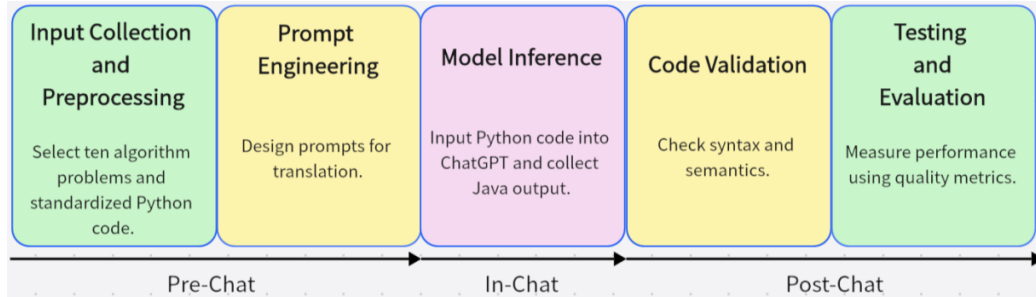 Input Collection
and
Preprocessing
Select ten algorithm
problems and
standardized Python
code.
Prompt
Engineering
Design prompts for
translation.
Model Inference
Input Python code into
ChatGPT and collect
Java output.
Code Validation
Check syntax and
semantics.
Testing
and
Evaluation
Measure performance
using quality metrics.
Pre-Chat
In-Chat
Post-Chat